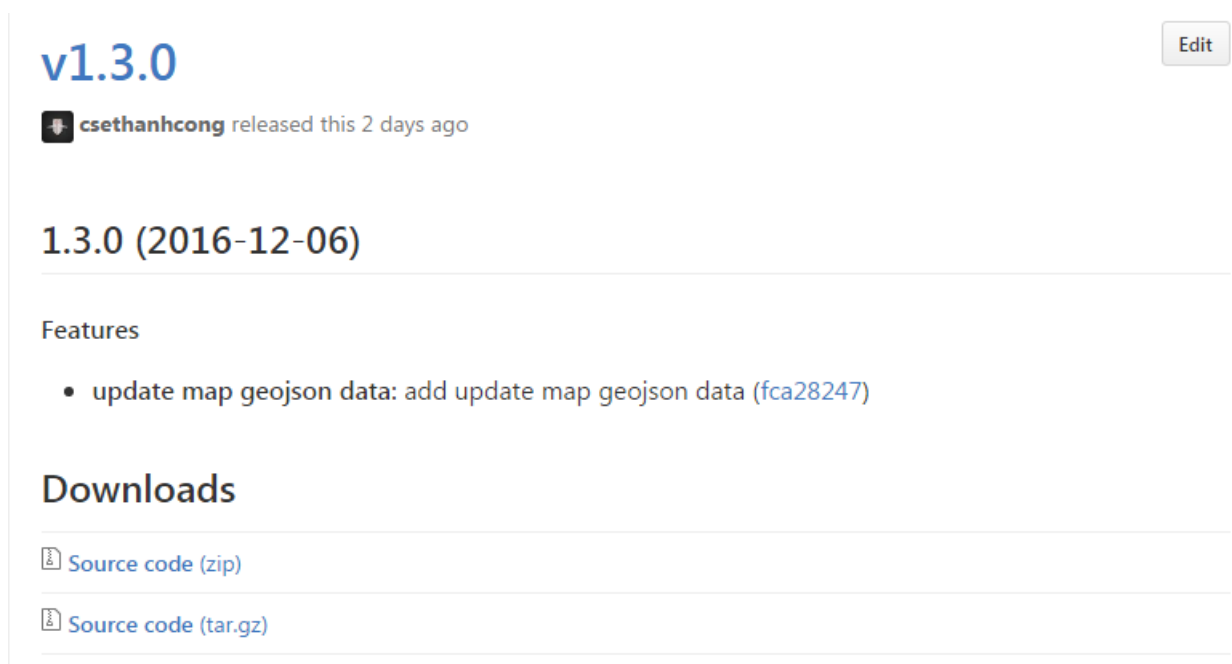 v1.3.0
Edit
csethanhcong released this 2 days ago
1.3.0 (2016-12-06)
Features
update map geojson data: add update map geojson data (fca28247)
Downloads
Source code (zip)
Source code (tar.gz)